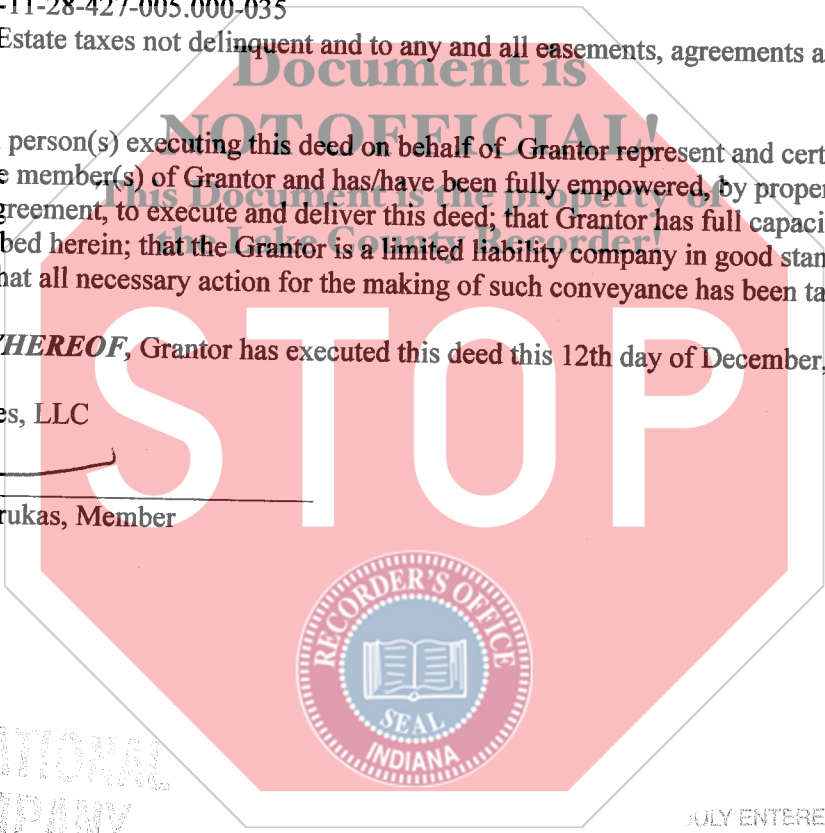 -11-28-427-005.000-035
Estate taxes not delinquent and to any and all easements, agreements a
Document is
NOT OFFICIAL!
person(s) executing this deed on behalf of Grantor represent and cert
e member(s) of Grantor and has/have been fully empowered, by proper
This Document is the property of
greement, to execute and deliver this deed; that Grantor has full capaci
the Lake County Recorder!
bed herein; that the Grantor is a limited liability company in good stan
hat all necessary action for the making of such conveyance has been ta
HEREOF, Grantor has executed this deed this 12th day of December,
es, LLC
STOP
rukas, Member
RECORDER'S OFFICE
SEAL
INDIANA
ATIONAL
MPANY
ULY ENTERE